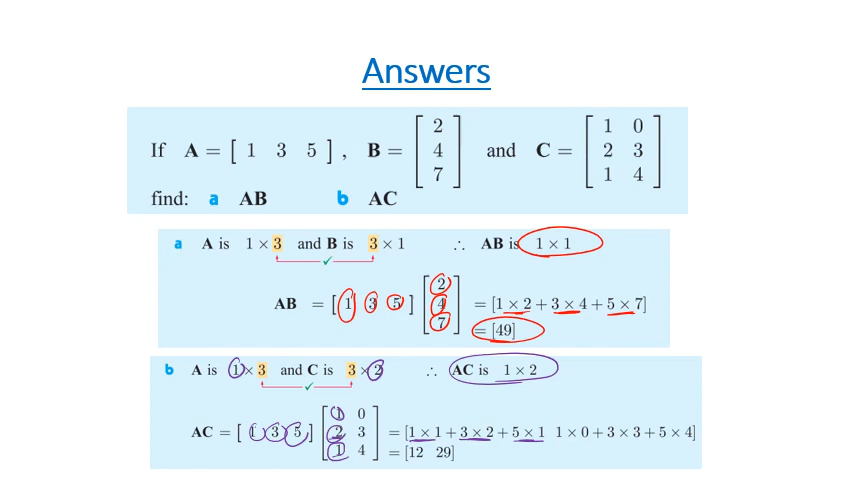 Answers
If A = [ 1 3 5 ] , B = [ 2 4 7 ] and C = [ 1 0 2 3 1 4 ]
find: a AB b AC
a A is 1 × 3 and B is 3 × 1 ∴ AB is 1 × 1
✓
AB = [ 1 3 5 ] [ 2 4 7 ] = [1 × 2 + 3 × 4 + 5 × 7]
= [49]
b A is 1 × 3 and C is 3 × 2 ∴ AC is 1 × 2
✓
AC = [ 1 3 5 ] [ 1 0 2 3 1 4 ] = [1 × 1 + 3 × 2 + 5 × 1 1 × 0 + 3 × 3 + 5 × 4]
= [12 29]